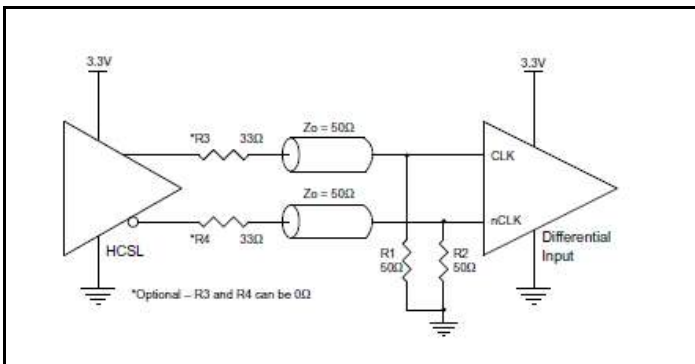 3.3V
3.3V
*R3
33Ω
Zo = 50Ω
CLK
Zo = 50Ω
nCLK
HCSL
*R4
33Ω
R1
50Ω
R2
50Ω
Differential
Input
*Optional – R3 and R4 can be 0Ω